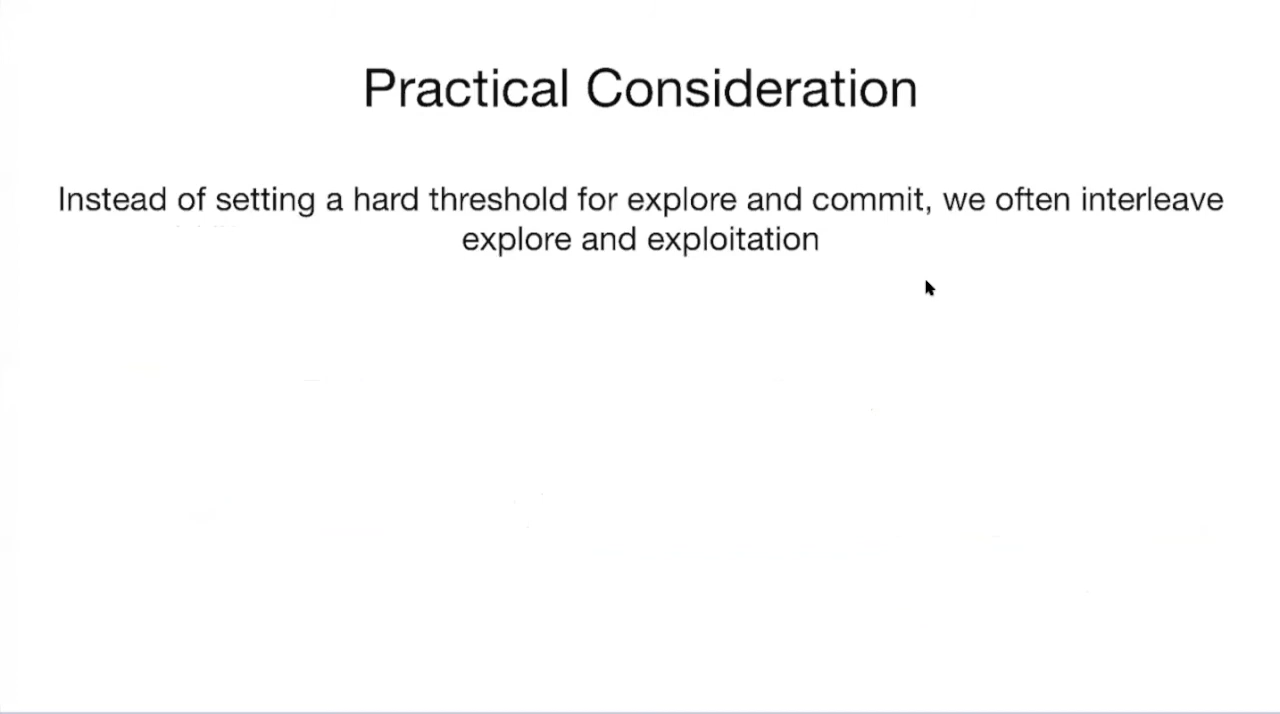 Practical Consideration
Instead of setting a hard threshold for explore and commit, we often interleave
explore and exploitation